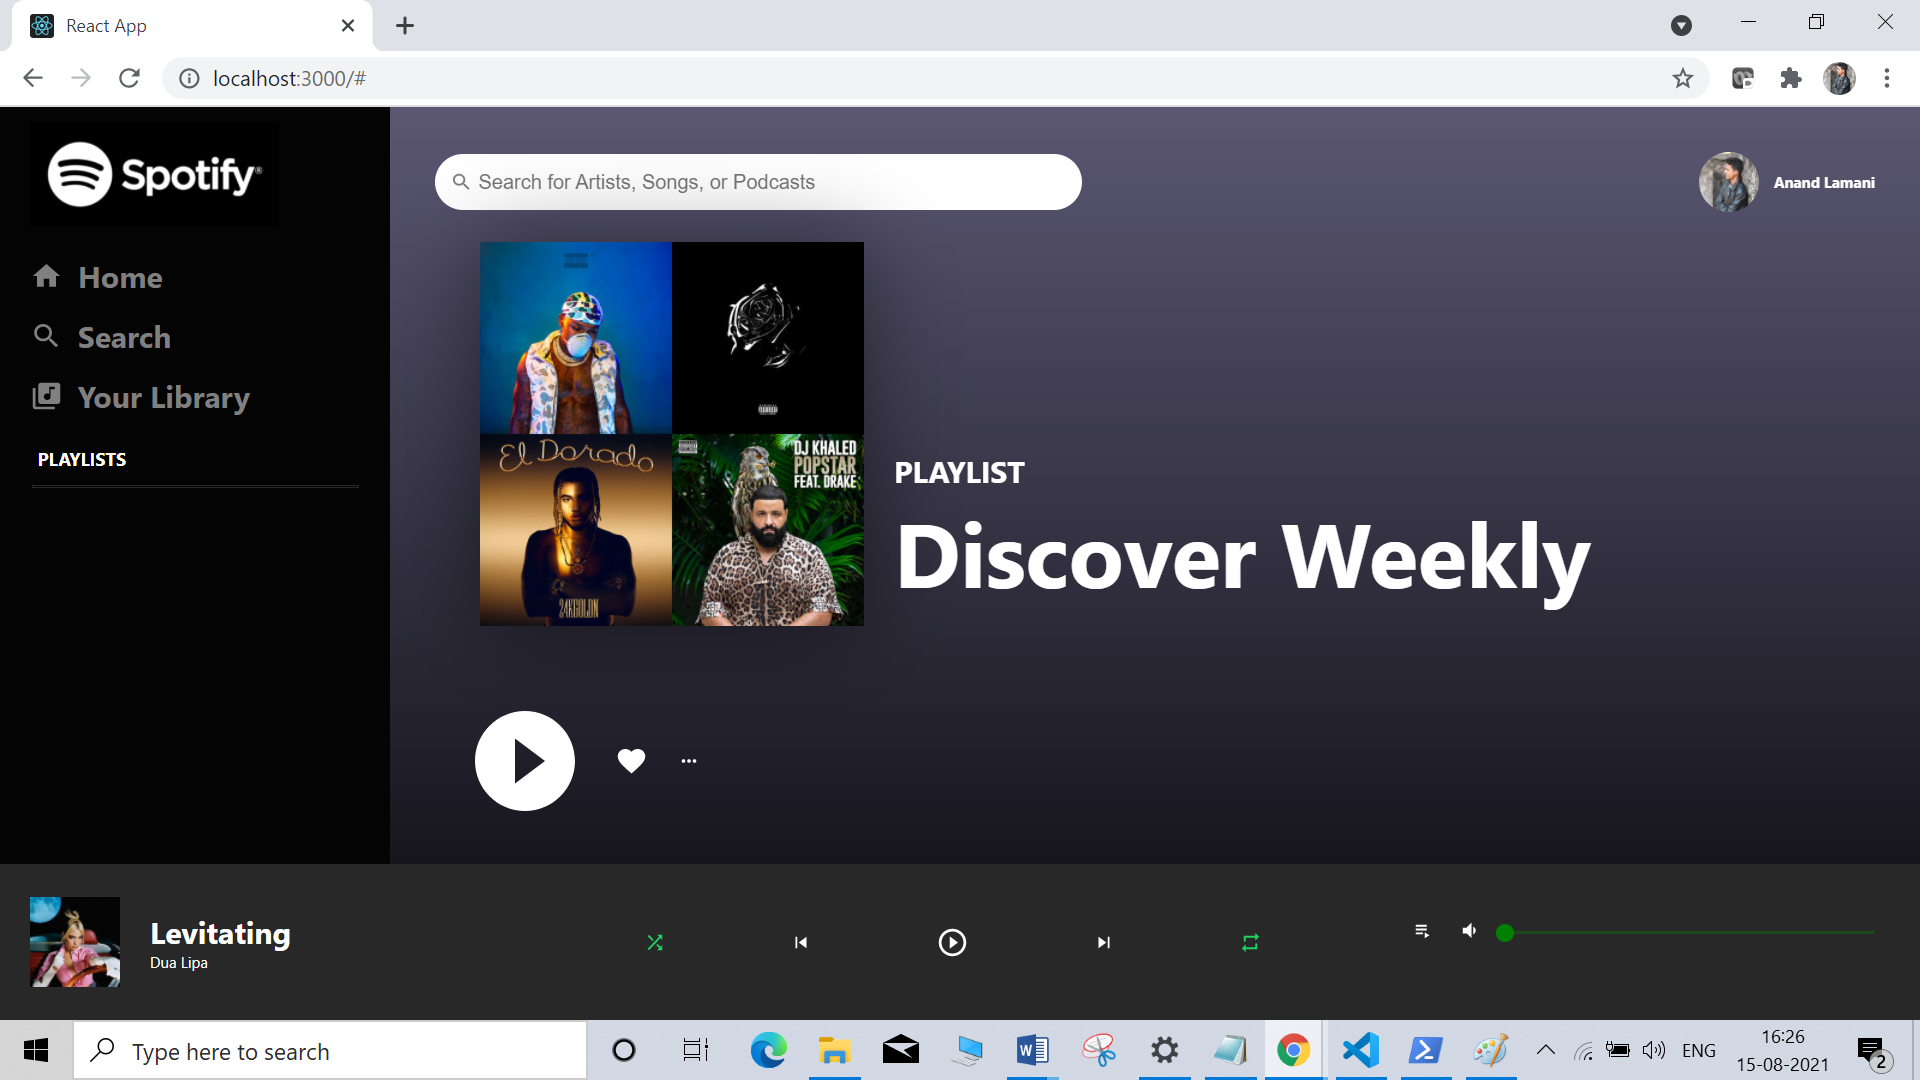 React App
localhost:3000/#
Spotify®
Search for Artists, Songs, or Podcasts
Anand Lamani
Home
Search
Your Library
PLAYLISTS
El Dorado
24KGOLDN
DJ KHALED
POPSTAR
FEAT. DRAKE
PLAYLIST
Discover Weekly
Levitating
Dua Lipa
Type here to search
ENG
16:26
15-08-2021
2